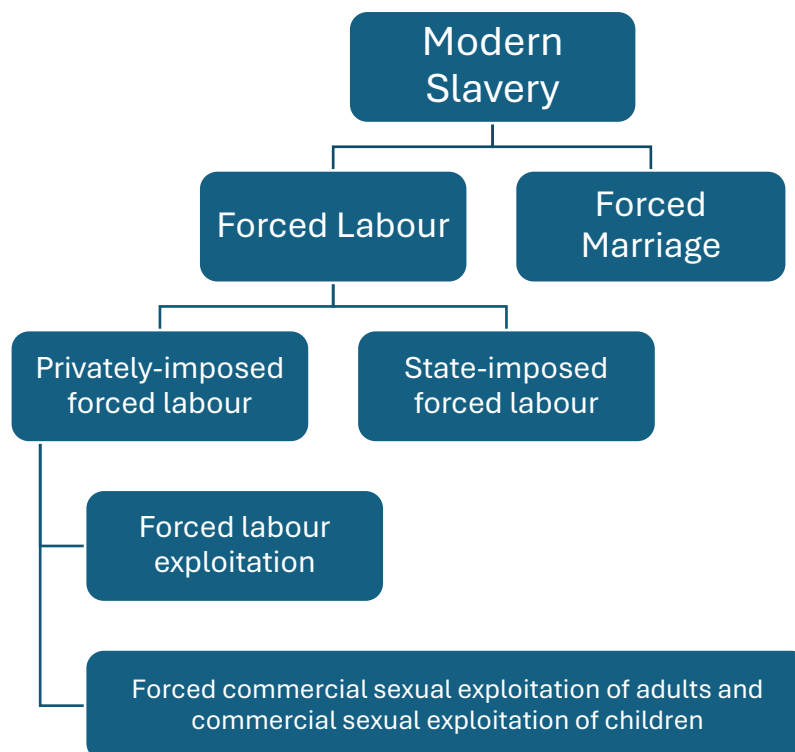 Modern
Slavery
Forced Labour
Forced
Marriage
Privately-imposed
forced labour
State-imposed
forced labour
Forced labour
exploitation
Forced commercial sexual exploitation of adults and
commercial sexual exploitation of children